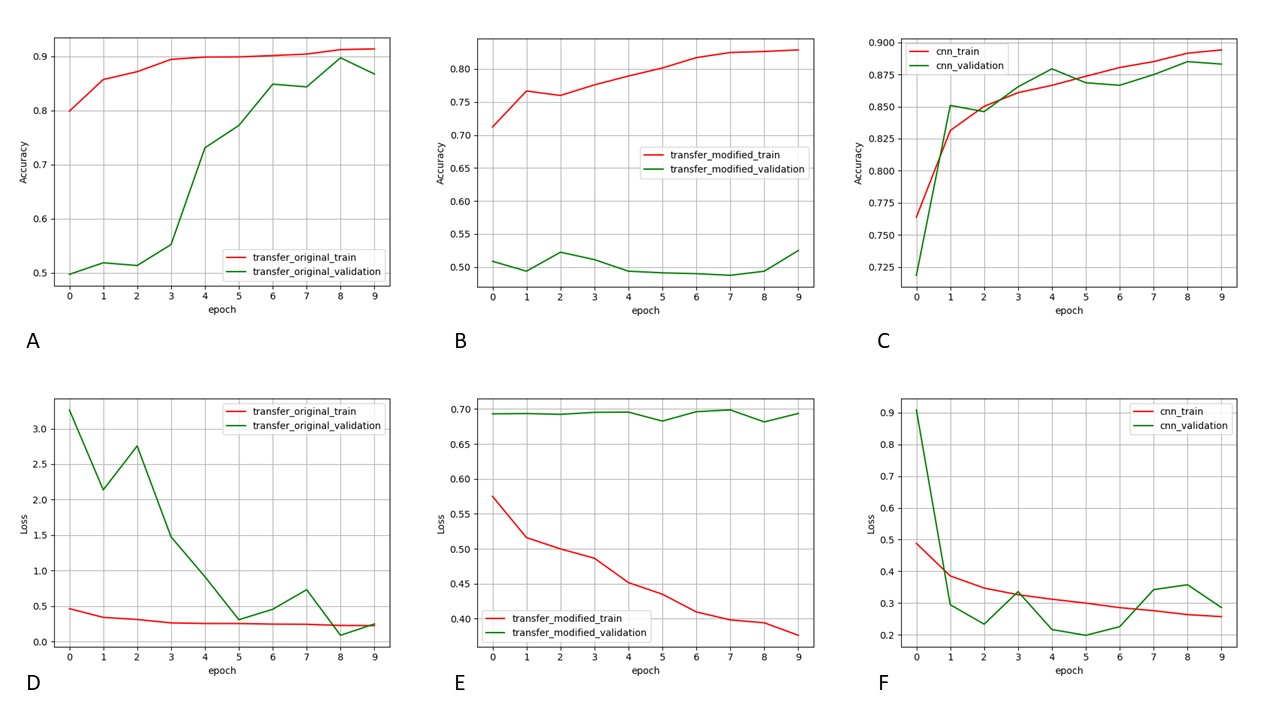 0.9
0.8
0.7
0.6
0.5
Accuracy
transfer_original_train
transfer_original_validation
0 1 2 3 4 5 6 7 8 9
epoch
A
0.80
0.75
0.70
0.65
0.60
0.55
0.50
Accuracy
transfer_modified_train
transfer_modified_validation
0 1 2 3 4 5 6 7 8 9
epoch
B
0.900
0.875
0.850
0.825
0.800
0.775
0.750
0.725
Accuracy
cnn_train
cnn_validation
0 1 2 3 4 5 6 7 8 9
epoch
C
3.0
2.5
2.0
1.5
1.0
0.5
0.0
Loss
transfer_original_train
transfer_original_validation
0 1 2 3 4 5 6 7 8 9
epoch
D
0.70
0.65
0.60
0.55
0.50
0.45
0.40
Loss
transfer_modified_train
transfer_modified_validation
0 1 2 3 4 5 6 7 8 9
epoch
E
0.9
0.8
0.7
0.6
0.5
0.4
0.3
0.2
Loss
cnn_train
cnn_validation
0 1 2 3 4 5 6 7 8 9
epoch
F